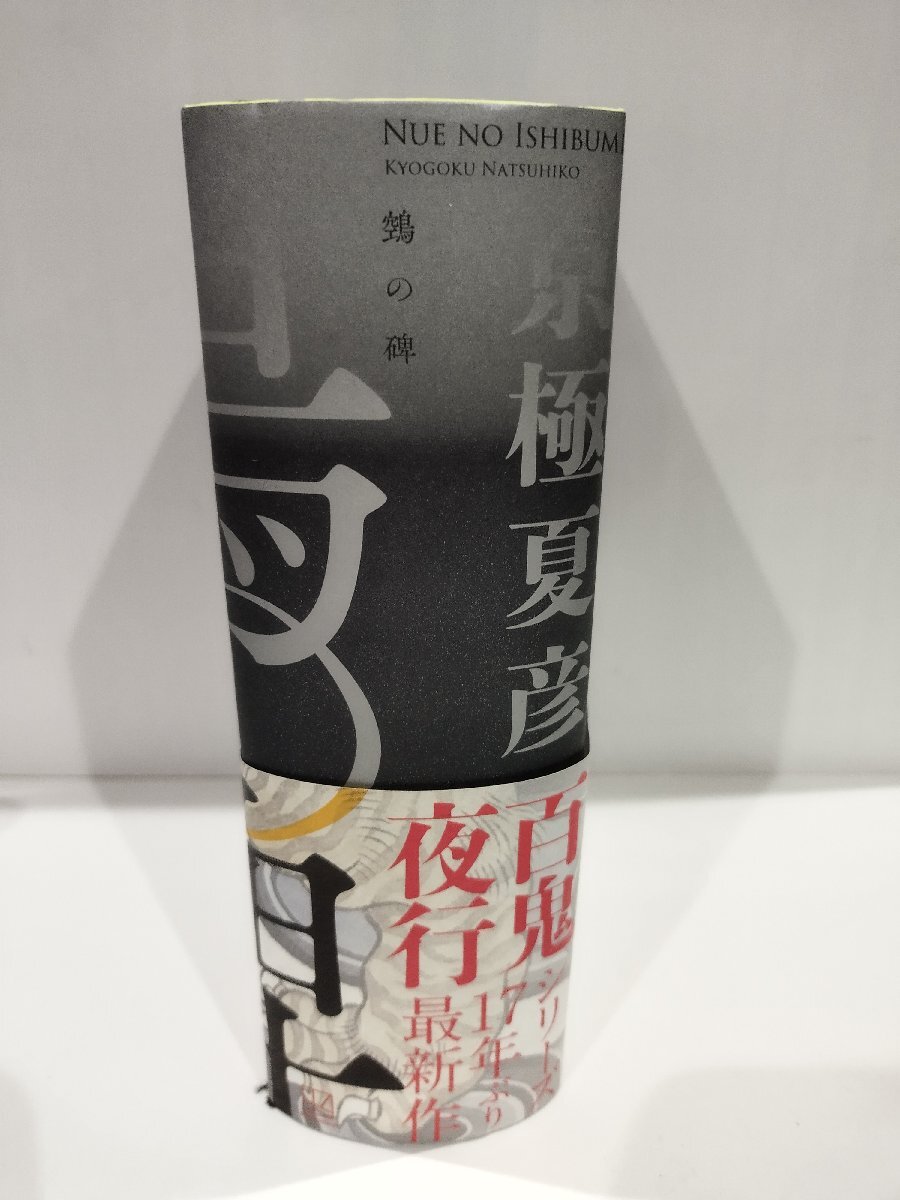 NUE NO ISHIBUMI
KYOGOKU NATSUHIKO
鵼の碑
京極夏彦
百鬼
夜行
シリーズ
17年ぶり
最新作